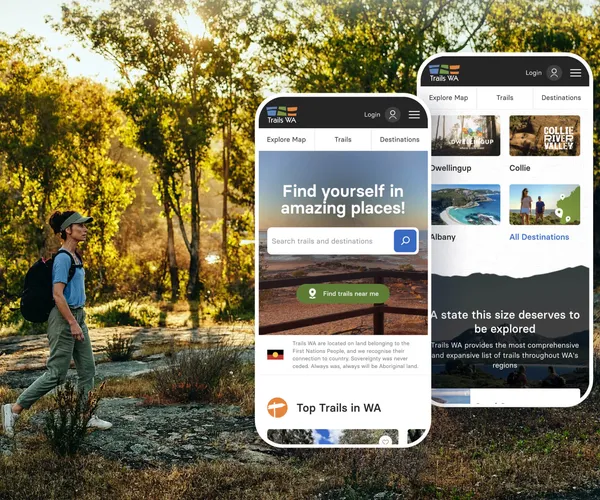 Trails WA
Login
Explore Map
Trails
Destinations
Find yourself in
amazing places!
Search trails and destinations
Find trails near me
Trails WA are located on land belonging to the
First Nations People, and we recognise their
connection to country. Sovereignty was never
ceded. Always was, always will be Aboriginal land.
Top Trails in WA
Trails WA
Login
Explore Map
Trails
Destinations
DWELLINGUP
COLLIE
RIVER
VALLEY
Dwellingup
Collie
Albany
All Destinations
A state this size deserves to
be explored
Trails WA provides the most comprehensive
and expansive list of trails throughout WA's
regions